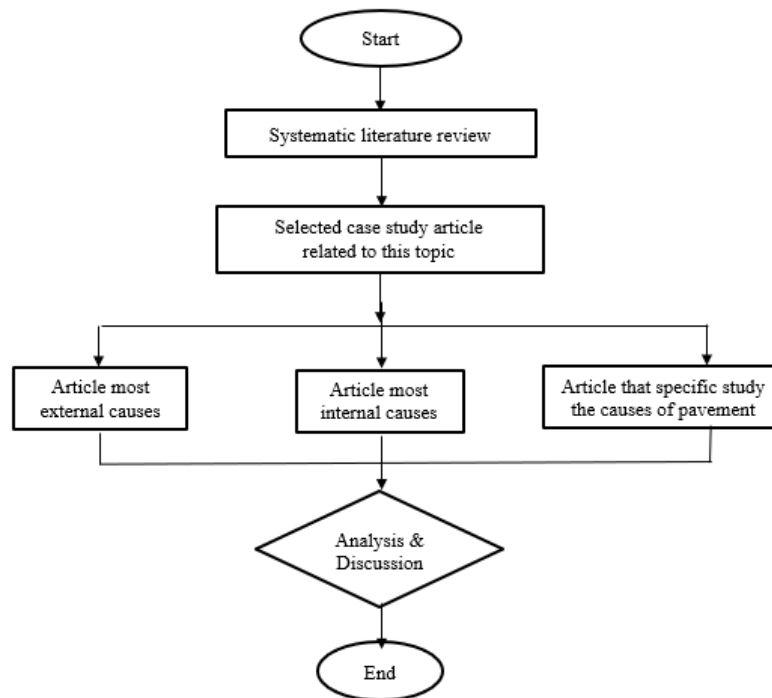 Start
Systematic literature review
Selected case study article
related to this topic
Article most
external causes
Article most
internal causes
Article that specific study
the causes of pavement
Analysis &
Discussion
End